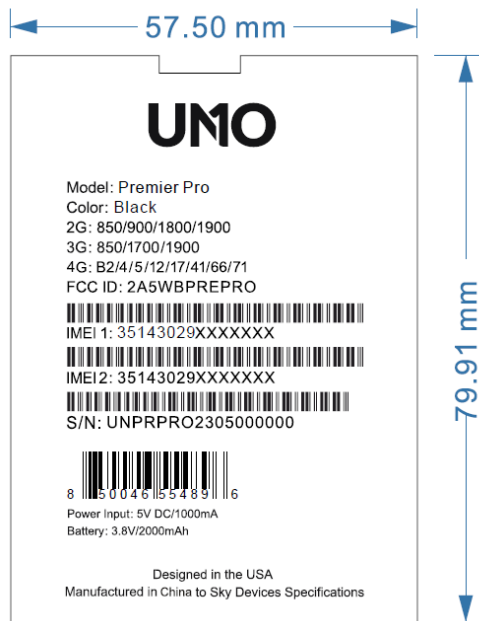 57.50 mm
UMO
Model: Premier Pro
Color: Black
2G: 850/900/1800/1900
3G: 850/1700/1900
4G: B2/4/5/12/17/41/66/71
FCC ID: 2A5WBPREPRO
IMEI 1: 35143029XXXXXXX
IMEI 2: 35143029XXXXXXX
S/N: UNPRPRO2305000000
8 50046 55489 6
Power Input: 5V DC/1000mA
Battery: 3.8V/2000mAh
Designed in the USA
Manufactured in China to Sky Devices Specifications
79.91 mm